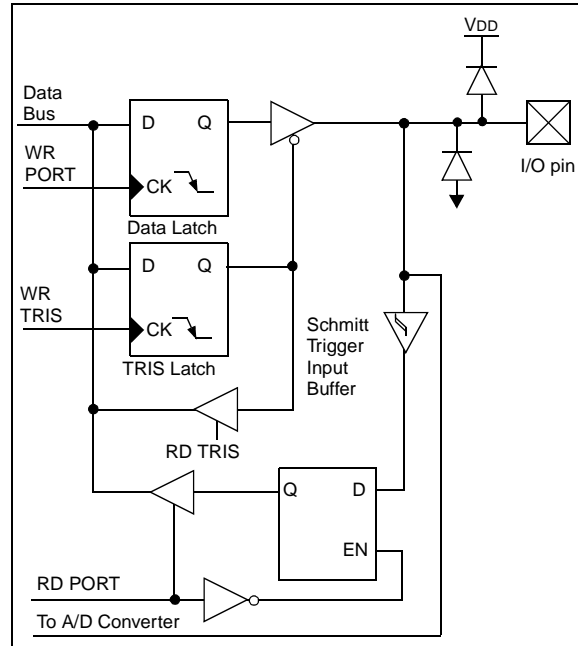 VDD
Data
Bus
D
Q
WR
PORT
CK
I/O pin
Data Latch
D
Q
WR
TRIS
CK
TRIS Latch
Schmitt
Trigger
Input
Buffer
RD TRIS
Q
D
EN
RD PORT
To A/D Converter